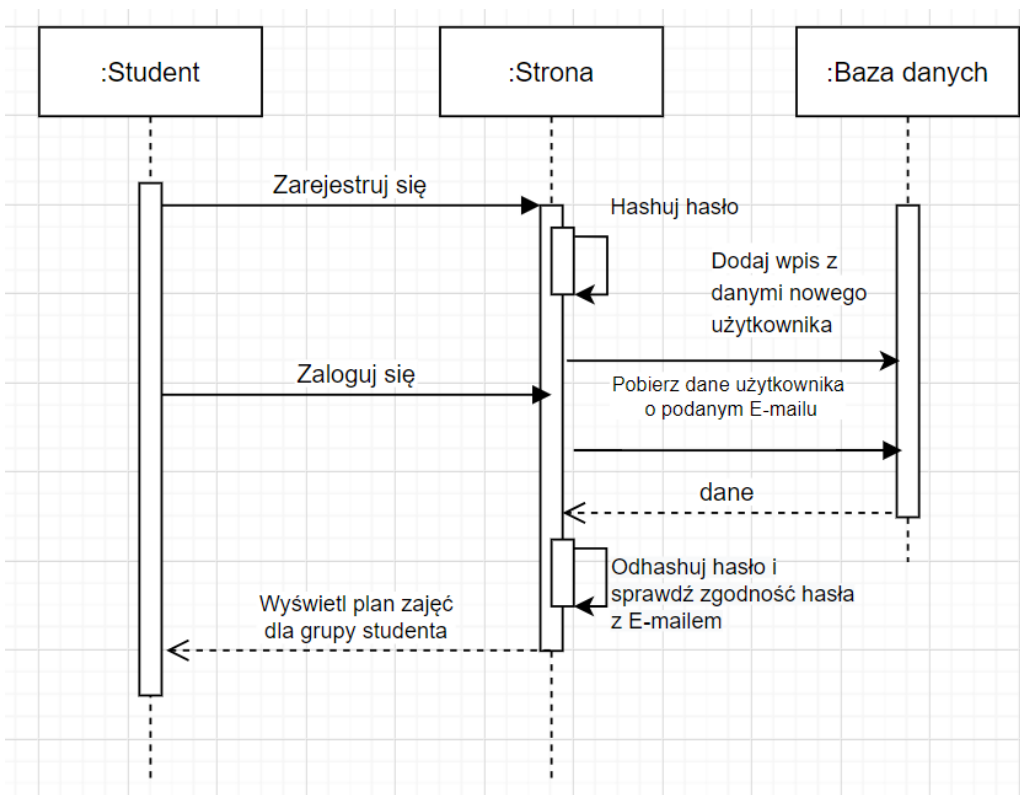 :Student
:Strona
:Baza danych
Zarejestruj się
Hashuj hasło
Dodaj wpis z
danymi nowego
użytkownika
Zaloguj się
Pobierz dane użytkownika
o podanym E-mailu
dane
Odhashuj hasło i
sprawdź zgodność hasła
z E-mailem
Wyświetl plan zajęć
dla grupy studenta